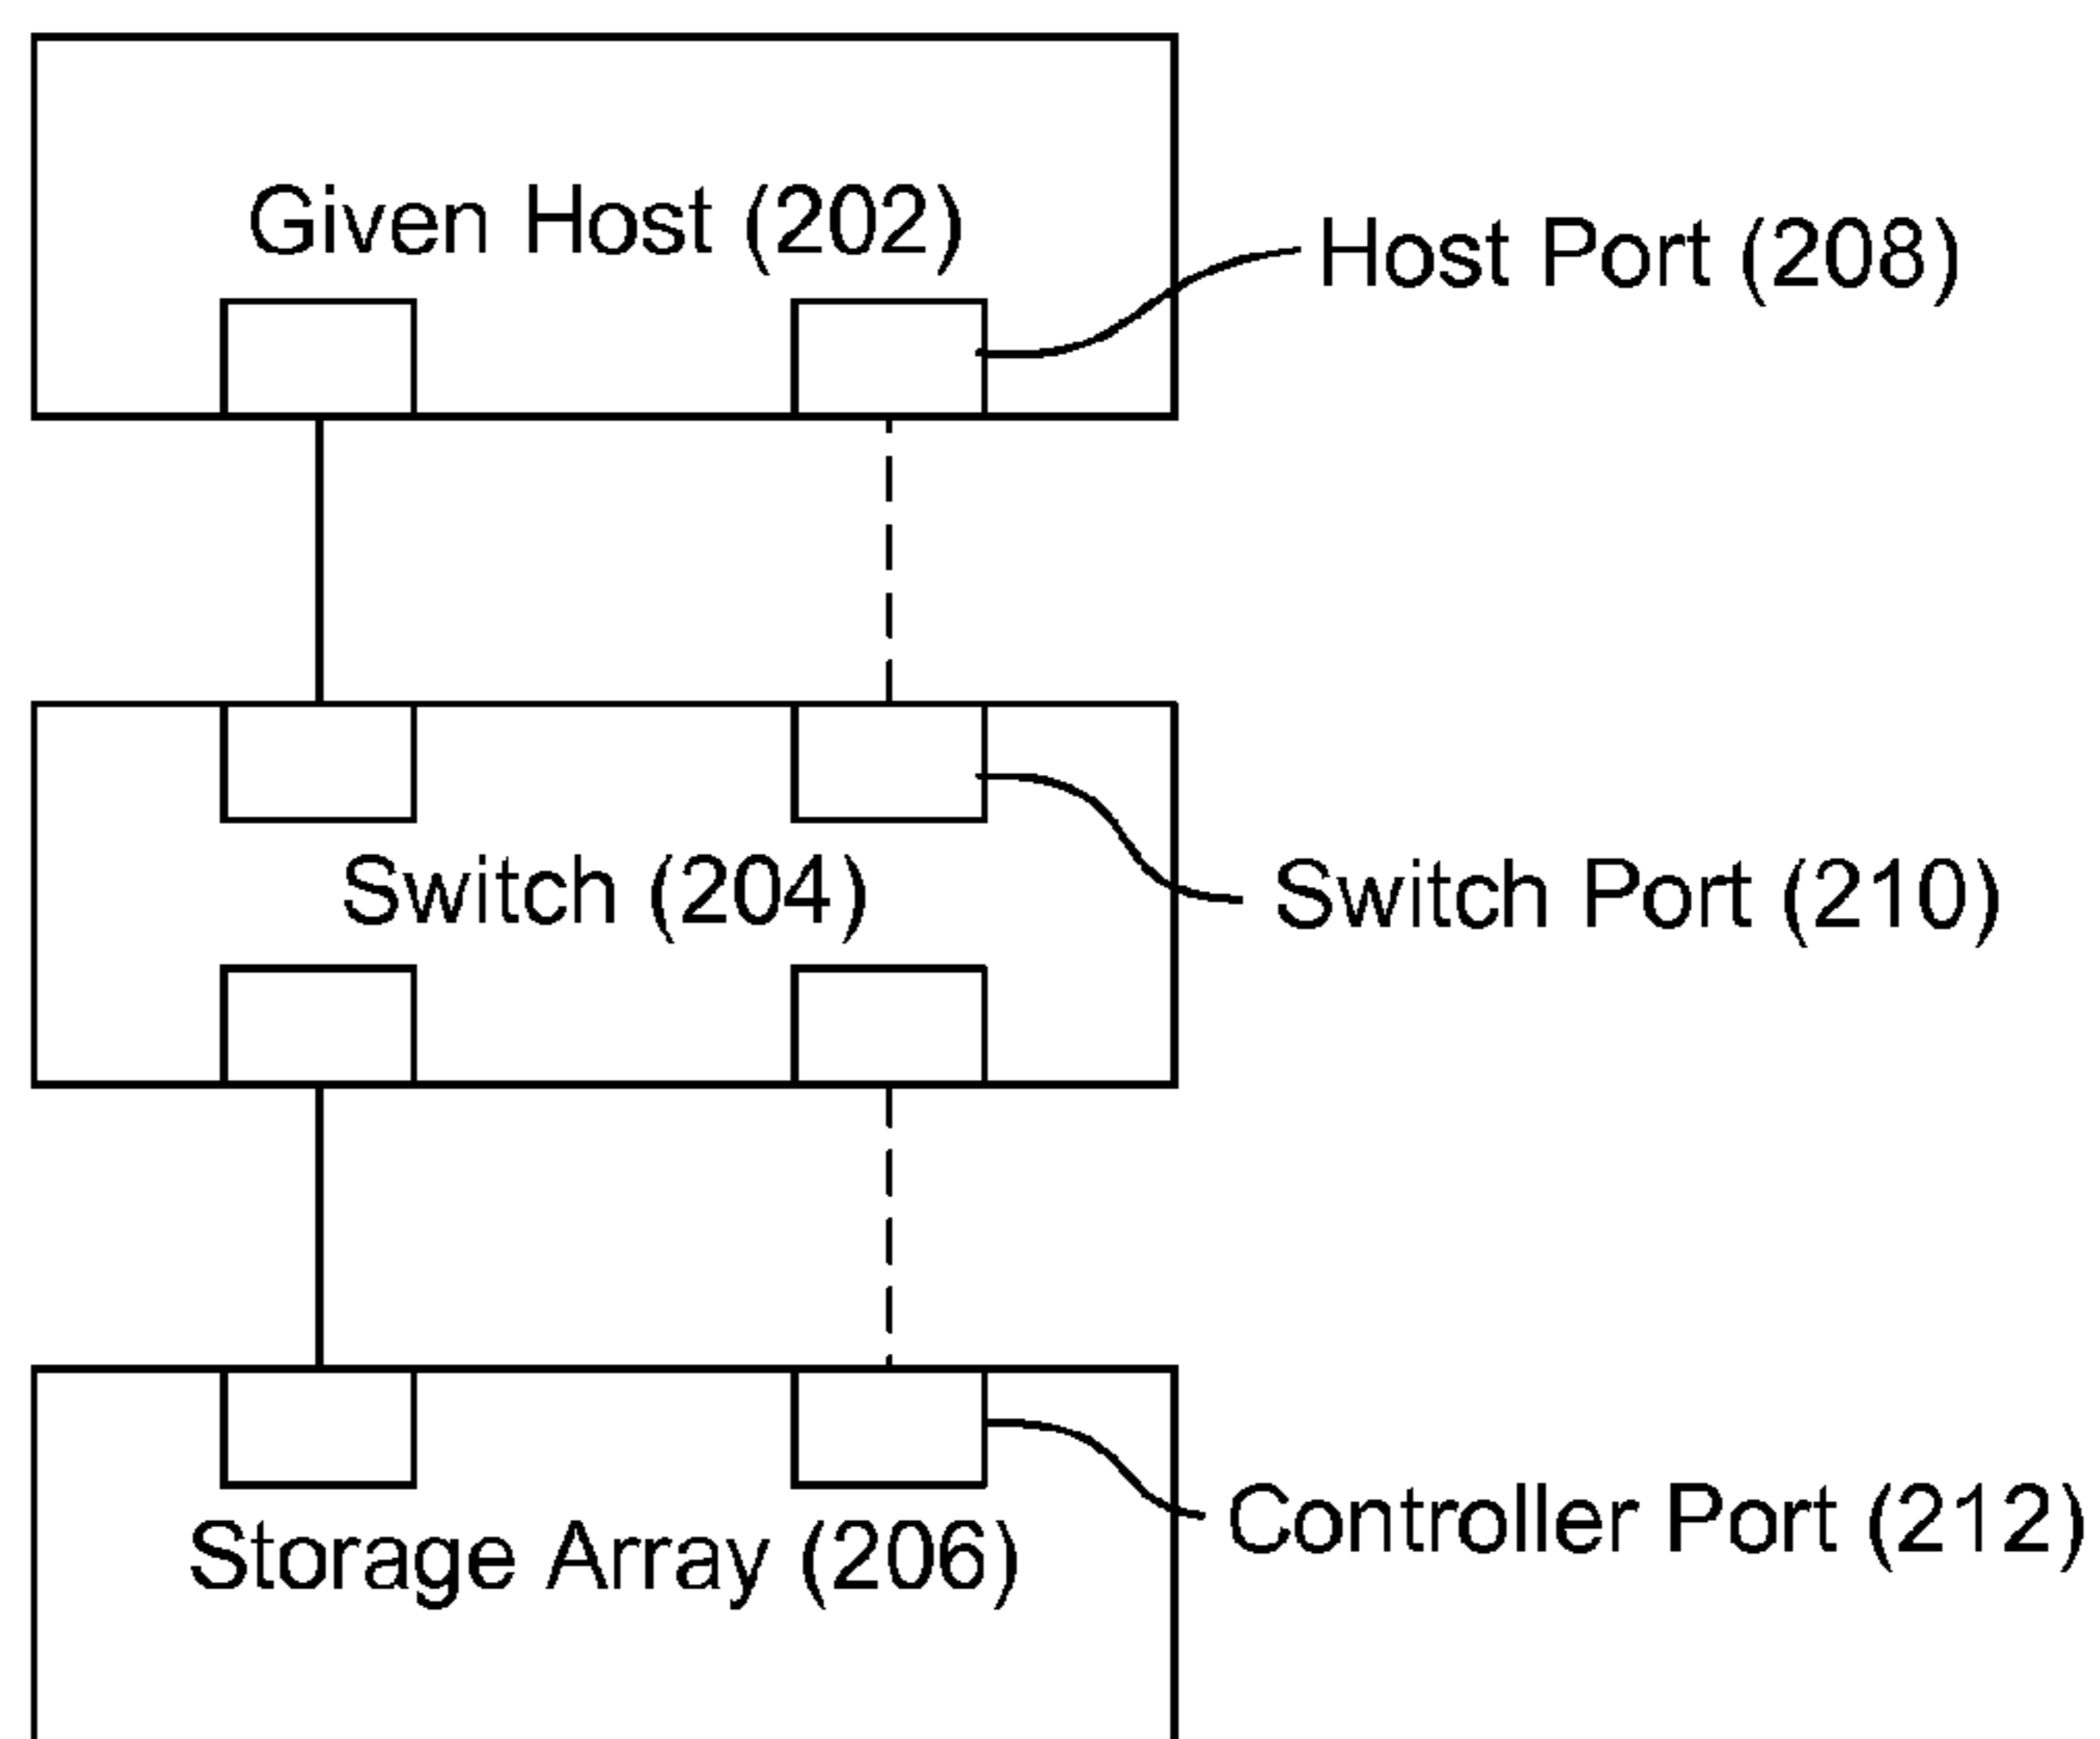 Given Host (202)
Host Port (208)
Switch (204)
Switch Port (210)
Storage Array (206)
Controller Port (212)